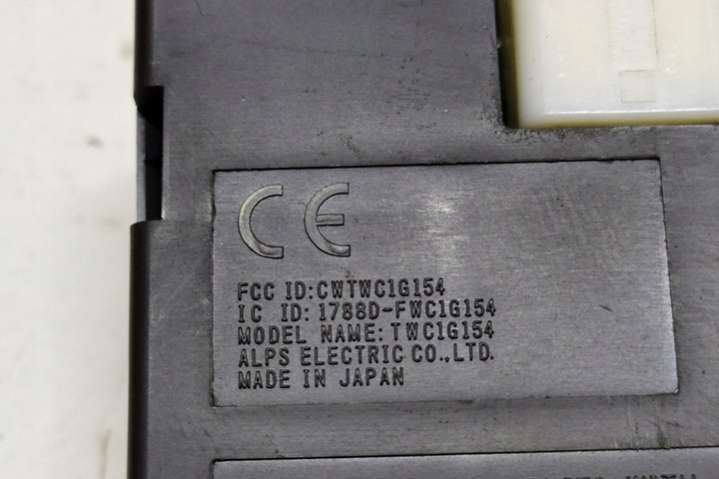 CE
FCC ID:CWTWC1G154
IC ID:1788D-FWC1G154
MODEL NAME:TWC1G154
ALPS ELECTRIC CO.,LTD.
MADE IN JAPAN